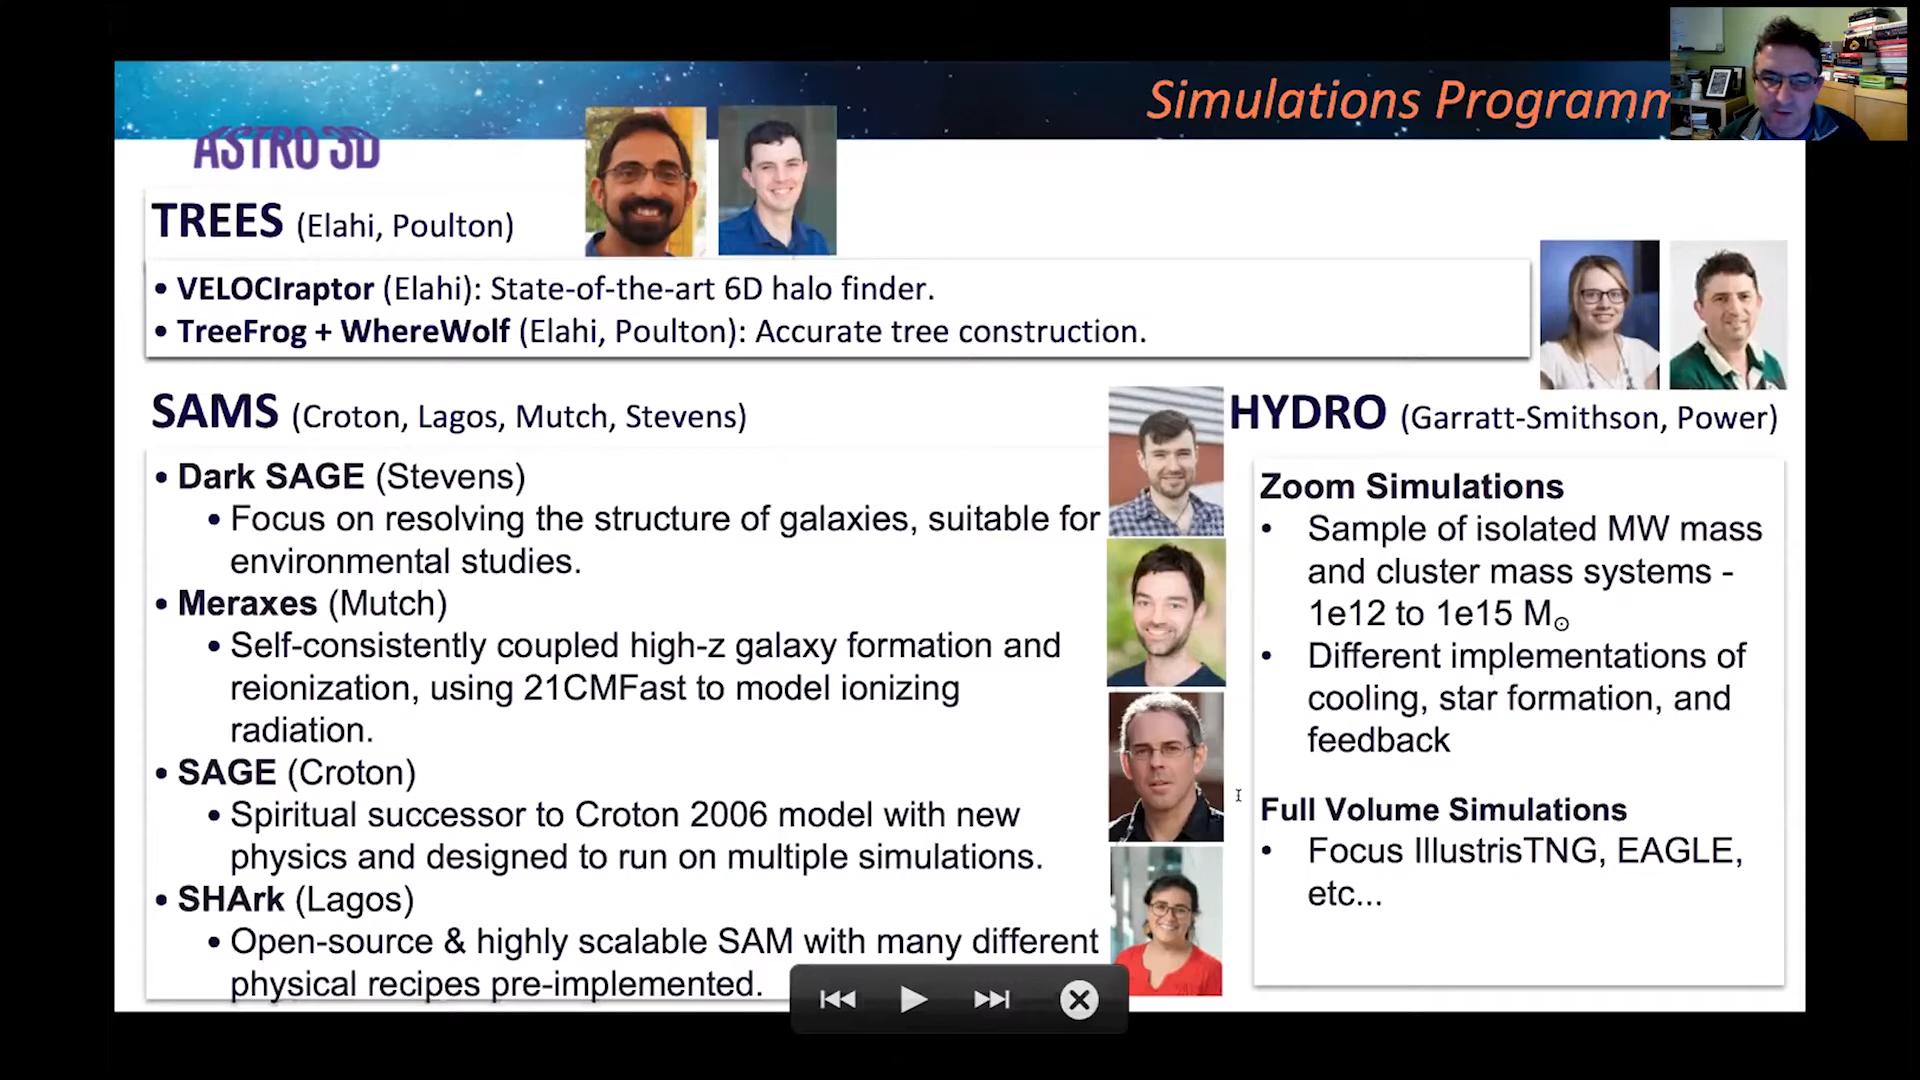 Simulations Programm
ASTRO 3D
TREES (Elahi, Poulton)
• VELOCIraptor (Elahi): State-of-the-art 6D halo finder.
• TreeFrog + WhereWolf (Elahi, Poulton): Accurate tree construction.
SAMS (Croton, Lagos, Mutch, Stevens)
• Dark SAGE (Stevens)
• Focus on resolving the structure of galaxies, suitable for
environmental studies.
• Meraxes (Mutch)
• Self-consistently coupled high-z galaxy formation and
reionization, using 21CMFast to model ionizing
radiation.
• SAGE (Croton)
• Spiritual successor to Croton 2006 model with new
physics and designed to run on multiple simulations.
• SHArk (Lagos)
• Open-source & highly scalable SAM with many different
physical recipes pre-implemented.
HYDRO (Garratt-Smithson, Power)
Zoom Simulations
• Sample of isolated MW mass
and cluster mass systems -
1e12 to 1e15 M⊙
• Different implementations of
cooling, star formation, and
feedback
Full Volume Simulations
• Focus IllustrisTNG, EAGLE,
etc...